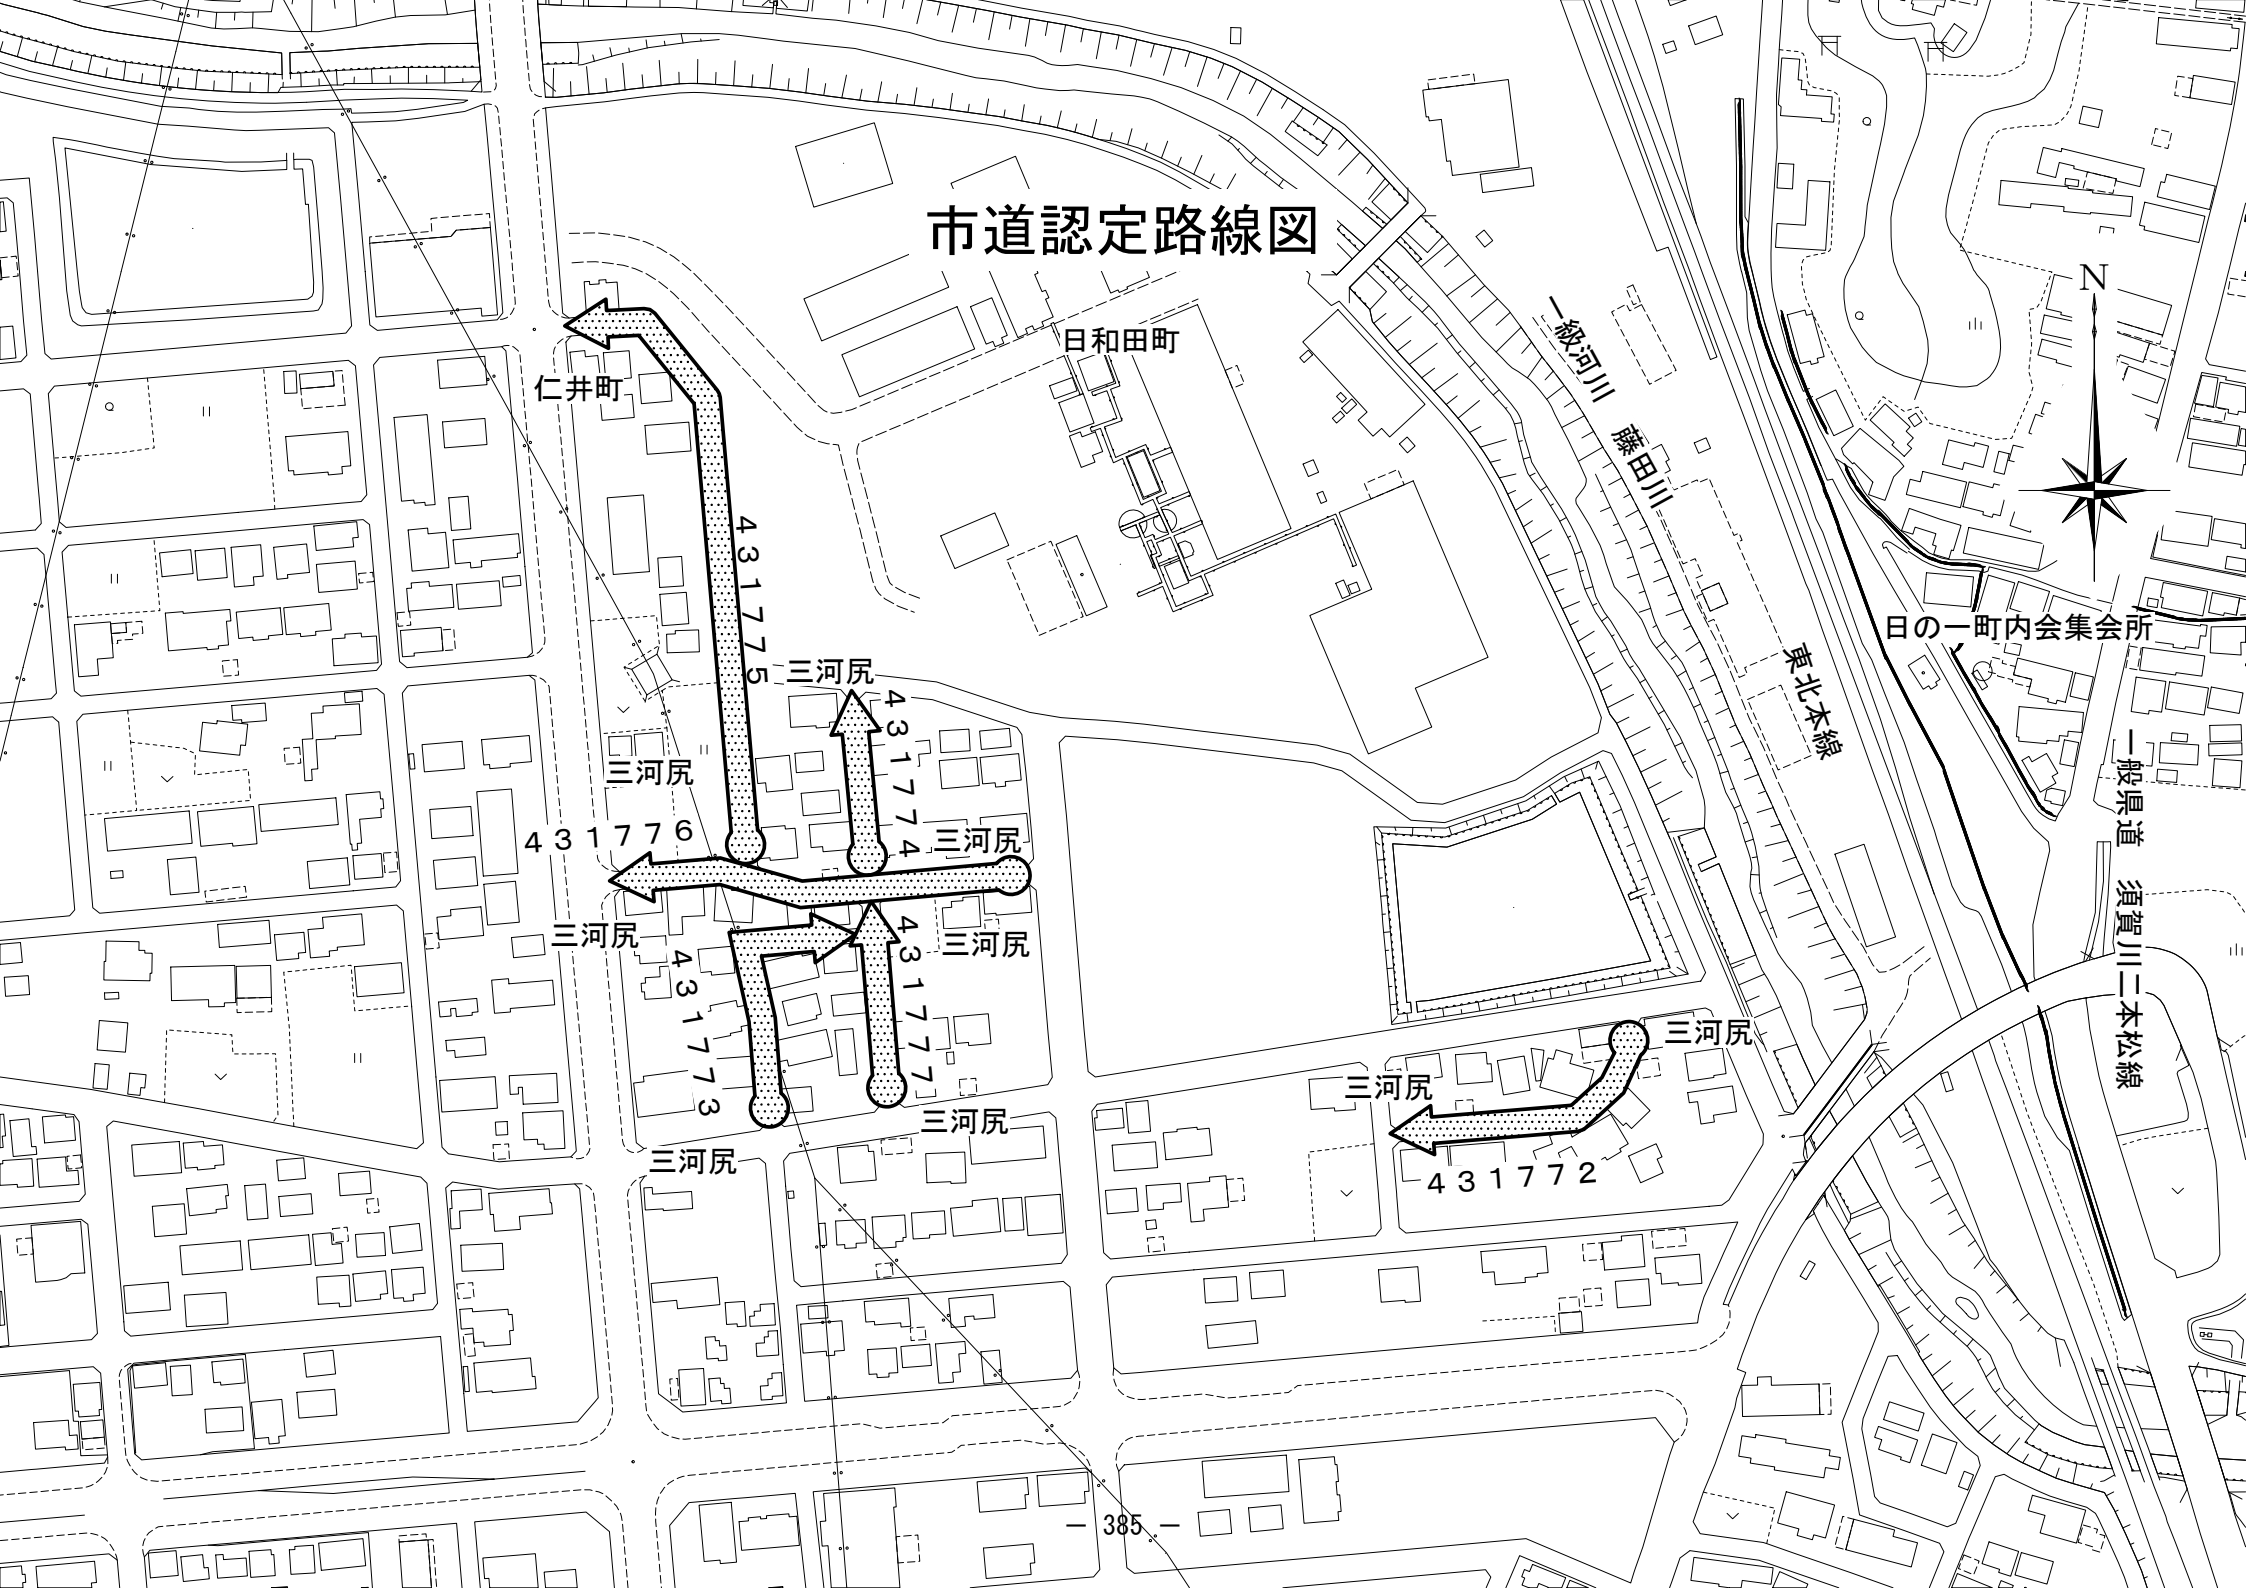 市道認定路線図
N
一級河川　藤田川
日和田町
仁井町
431775
日の一町内会集会所
東北本線
三河尻
431774
三河尻
一般県道　須賀川二本松線
431776
三河尻
三河尻
三河尻
431773
431777
三河尻
三河尻
三河尻
431772
三河尻
三河尻
― 385 ―